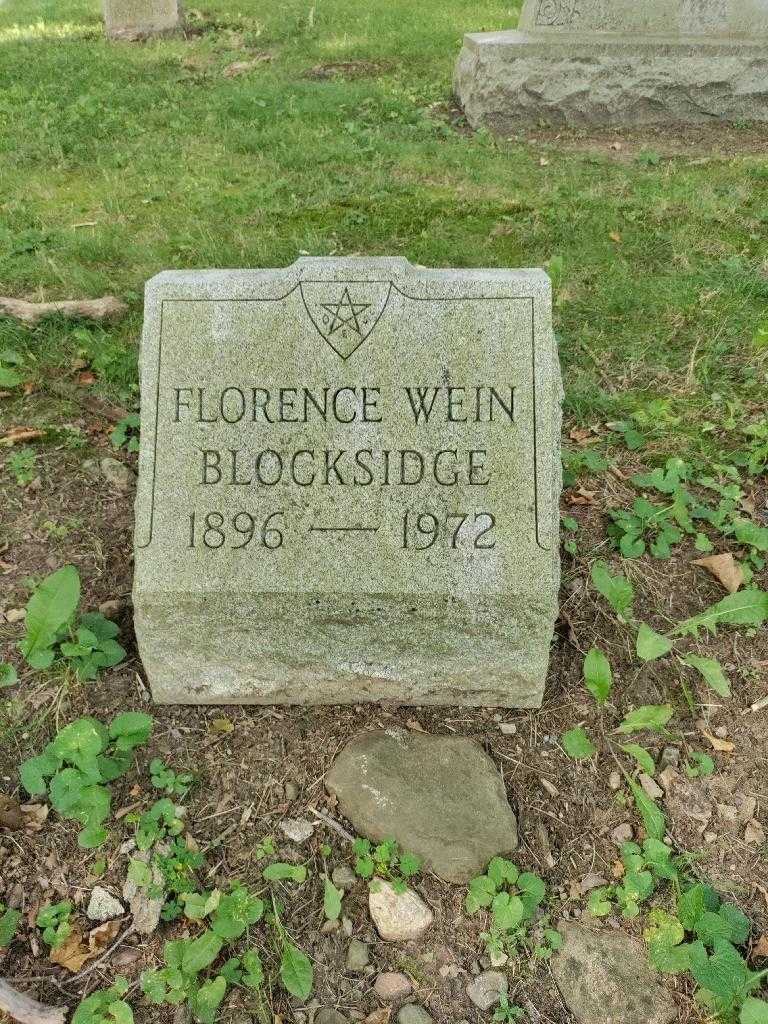 FLORENCE WEIN
BLOCKSIDGE
1896 — 1972